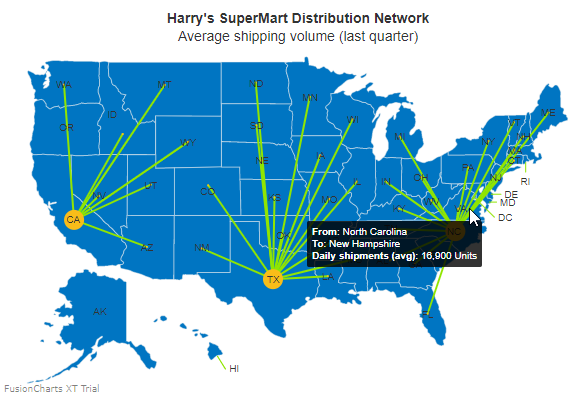 Harry's SuperMart Distribution Network
Average shipping volume (last quarter)
WA
MT
ND
MN
ME
OR
ID
SD
WI
MI
VT
NH
WY
NY
MA
CT
NE
IA
PA
NJ
RI
NV
UT
CO
KS
MO
IL
IN
OH
WV
VA
DE
MD
DC
KY
CA
AZ
NM
OK
TX
LA
NC
From: North Carolina
To: New Hampshire
Daily shipments (avg): 16,900 Units
FL
AK
HI
FusionCharts XT Trial